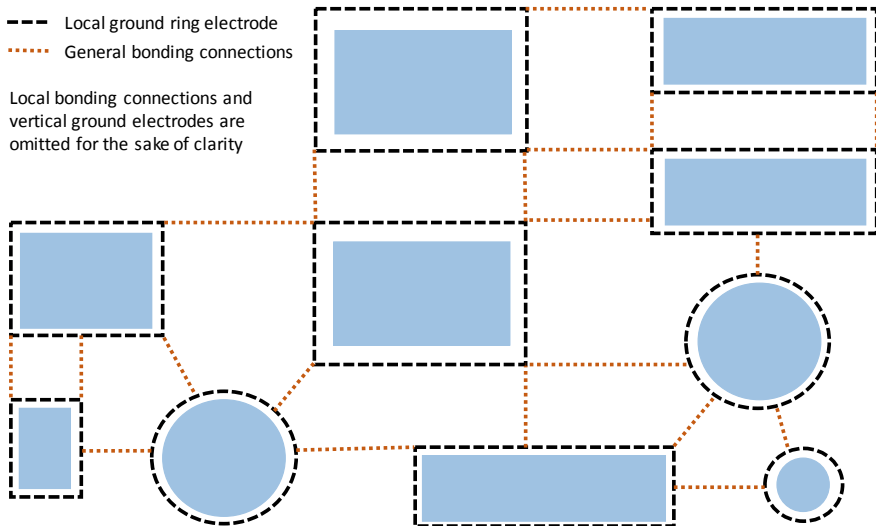 Local ground ring electrode
General bonding connections
Local bonding connections and
vertical ground electrodes are
omitted for the sake of clarity